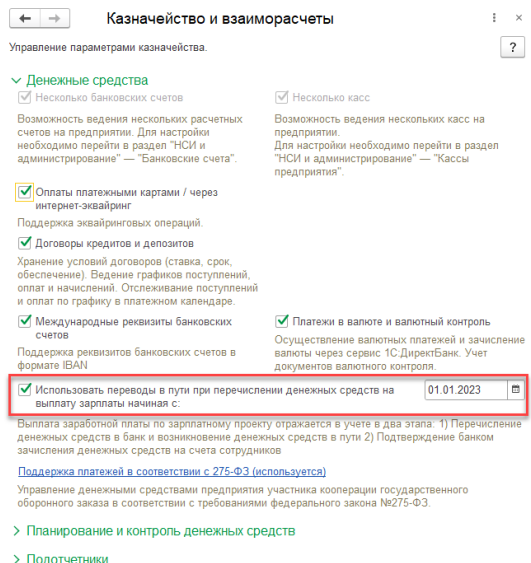 Казначейство и взаиморасчеты
Управление параметрами казначейства.
?
Денежные средства
Несколько банковских счетов
Возможность ведения нескольких расчетных
счетов на предприятии. Для настройки
необходимо перейти в раздел "НСИ и
администрирование" — "Банковские счета".
Несколько касс
Возможность ведения нескольких касс на
предприятии.
Для настройки необходимо перейти в раздел
"НСИ и администрирование" — "Кассы
предприятия".
Оплаты платежными картами / через
интернет-эквайринг
Поддержка эквайринговых операций.
Договоры кредитов и депозитов
Хранение условий договоров (ставка, срок,
обеспечение). Ведение графиков поступлений,
оплат и начислений. Отслеживание поступлений
и оплат по графику в платежном календаре.
Международные реквизиты банковских
счетов
Поддержка реквизитов банковских счетов в
формате IBAN
Платежи в валюте и валютный контроль
Осуществление валютных платежей и зачисление
валюты через сервис 1С:ДиректБанк. Учет
документов валютного контроля.
Использовать переводы в пути при перечислении денежных средств на
выплату зарплаты начиная с:
01.01.2023
Выплата заработной платы по зарплатному проекту отражается в учете в два этапа: 1) Перечисление
денежных средств в банк и возникновение денежных средств в пути 2) Подтверждение банком
зачисления денежных средств на счета сотрудников
Поддержка платежей в соответствии с 275-ФЗ (используется)
Управление денежными средствами предприятия участника кооперации государственного
оборонного заказа в соответствии с требованиями федерального закона №275-ФЗ.
Планирование и контроль денежных средств
Подотчетники